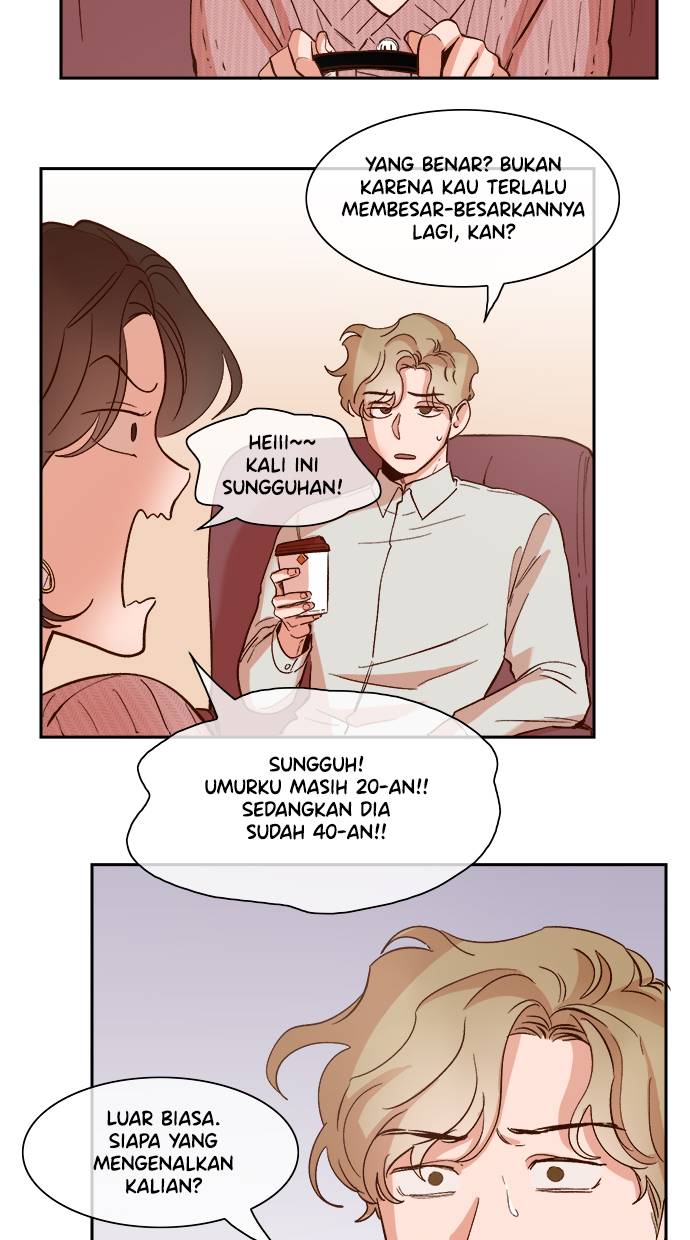 YANG BENAR? BUKAN
KARENA KAU TERLALU
MEMBESAR-BESARKANNYA
LAGI, KAN?
HEIII~~
KALI INI
SUNGGUHAN!
SUNGGUH!
UMURKU MASIH 20-AN!!
SEDANGKAN DIA
SUDAH 40-AN!!
LUAR BIASA.
SIAPA YANG
MENGENALKAN
KALIAN?